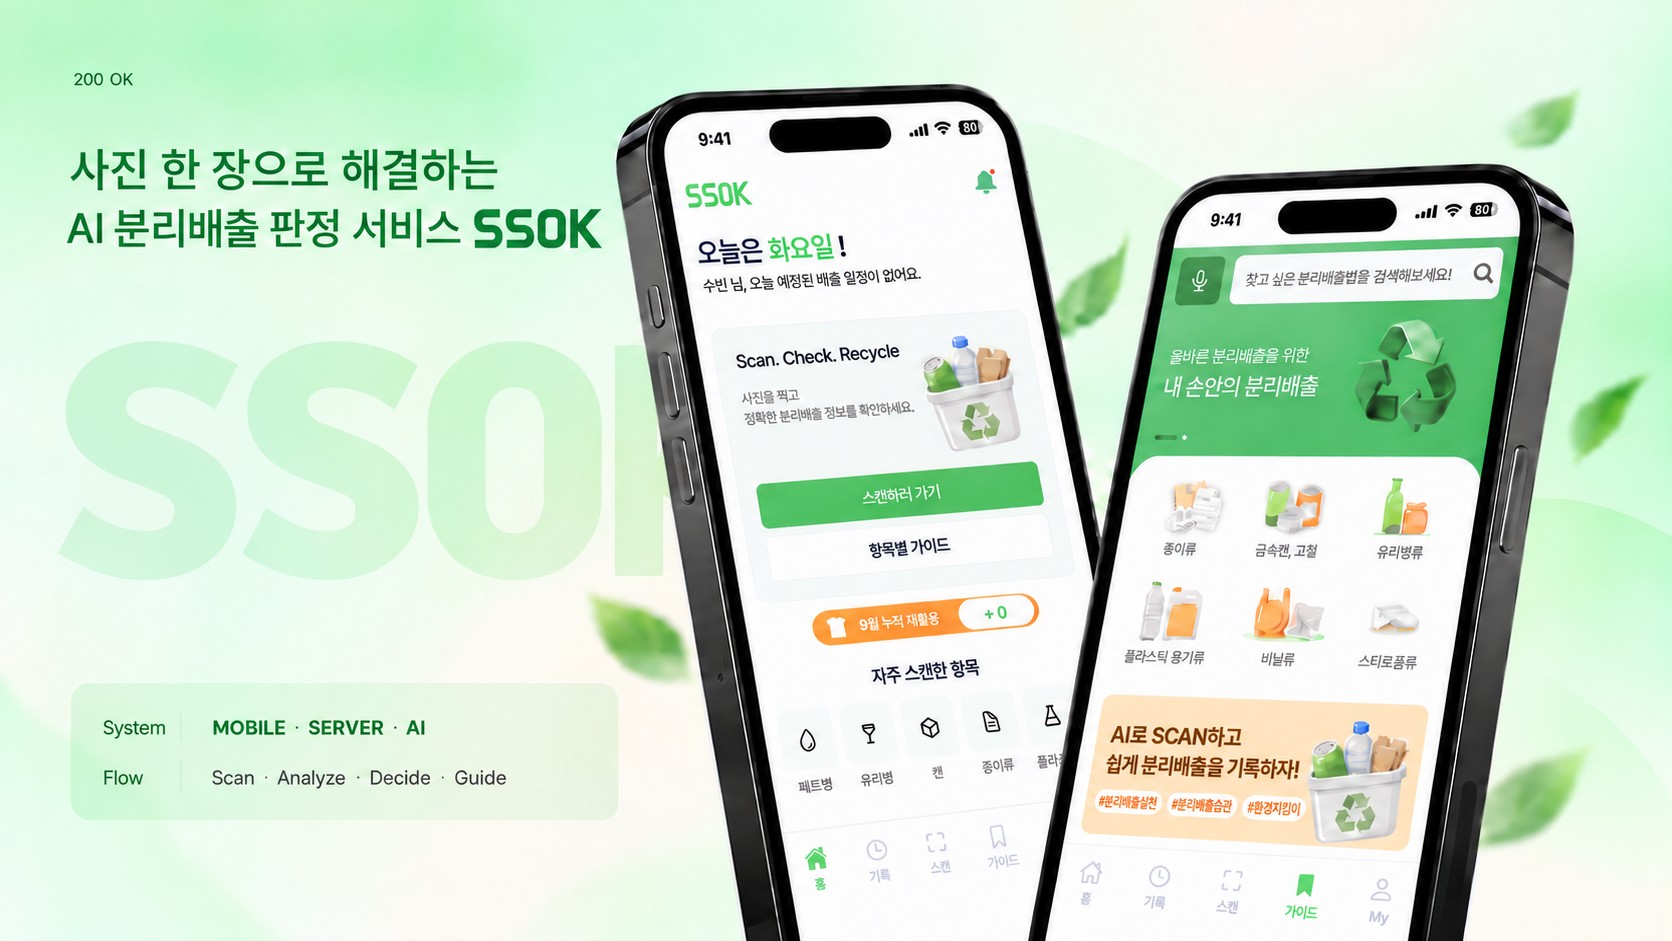 200 OK
사진 한 장으로 해결하는
AI 분리배출 판정 서비스 SSOK
SSOK
System MOBILE · SERVER · AI
Flow Scan · Analyze · Decide · Guide
9:41
80
SSOK
오늘은 화요일 !
수빈 님, 오늘 예정된 배출 일정이 없어요.
Scan. Check. Recycle
사진을 찍고
정확한 분리배출 정보를 확인하세요.
스캔하러 가기
항목별 가이드
9월 누적 재활용 + 0
자주 스캔한 항목
페트병 유리병 캔 종이류 플라
홈 기록 스캔 가이드
9:41
80
찾고 싶은 분리배출법을 검색해보세요!
올바른 분리배출을 위한
내 손안의 분리배출
종이류 금속캔, 고철 유리병류
플라스틱 용기류 비닐류 스티로폼류
AI로 SCAN하고
쉽게 분리배출을 기록하자!
#분리배출실천 #분리배출습관 #환경지킴이
홈 기록 스캔 가이드 My